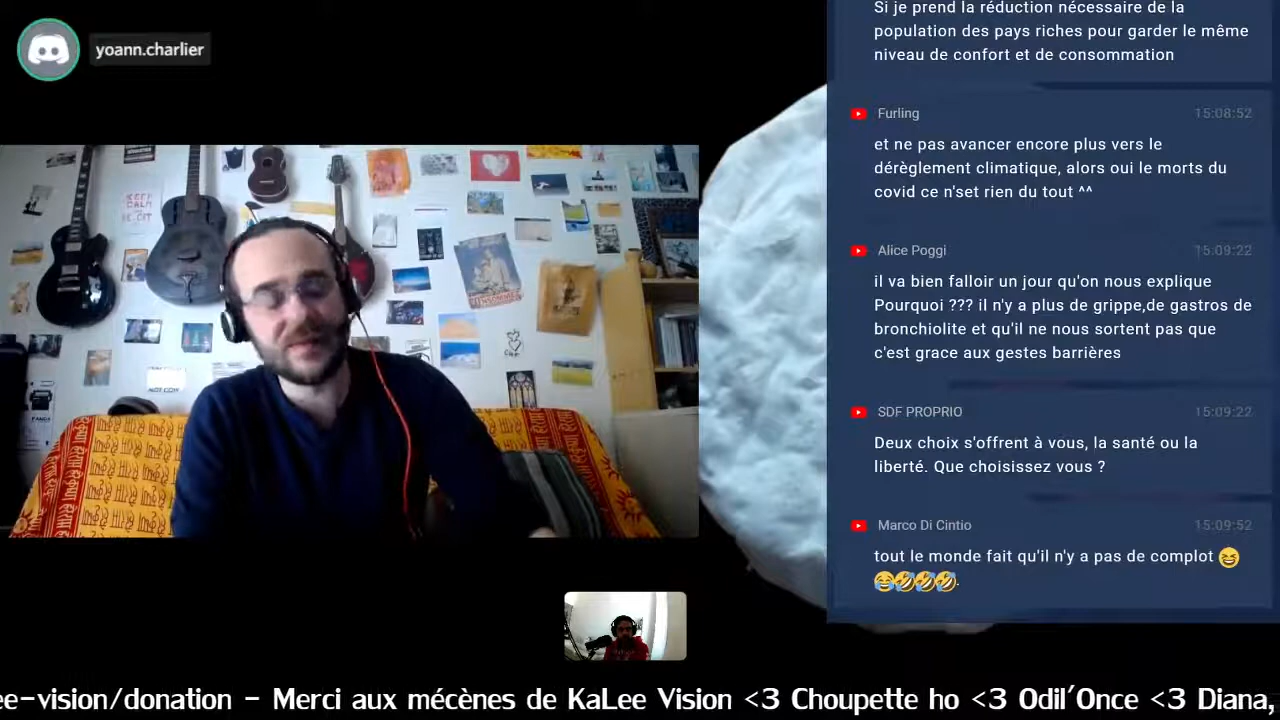 yoann.charlier
Si je prend la réduction nécessaire de la
population des pays riches pour garder le même
niveau de confort et de consommation
Furling 15:08:52
et ne pas avancer encore plus vers le
dérèglement climatique, alors oui le morts du
covid ce n'set rien du tout ^^
Alice Poggi 15:09:22
il va bien falloir un jour qu'on nous explique
Pourquoi ??? il n'y a plus de grippe,de gastros de
bronchiolite et qu'il ne nous sortent pas que
c'est grace aux gestes barrières
SDF PROPRIO 15:09:22
Deux choix s'offrent à vous, la santé ou la
liberté. Que choisissez vous ?
Marco Di Cintio 15:09:52
tout le monde fait qu'il n'y a pas de complot 😆
😂🤣🤣🤣.
KEEP
CALM
ee-vision/donation - Merci aux mécènes de KaLee Vision <3 Choupette ho <3 Odil'Once <3 Diana,